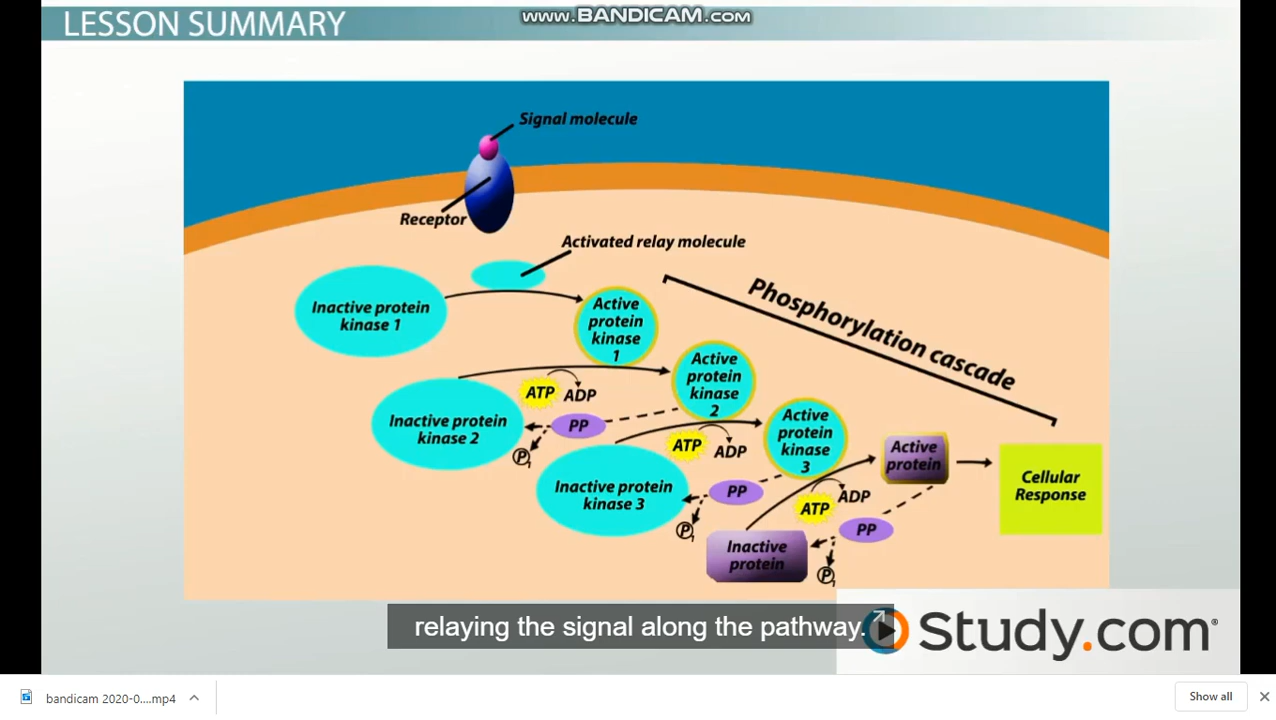 LESSON SUMMARY
www.BANDICAM.com
Signal molecule
Receptor
Activated relay molecule
Inactive protein
kinase 1
Active
protein
kinase
1
Phosphorylation cascade
ATP
ADP
Active
protein
kinase
2
Inactive protein
kinase 2
PP
P
ATP
ADP
Active
protein
kinase
3
Inactive protein
kinase 3
PP
P
ATP
ADP
Active
protein
Cellular
Response
Inactive
protein
PP
P
relaying the signal along the pathway.
Study.com®
bandicam 2020-0....mp4
Show all